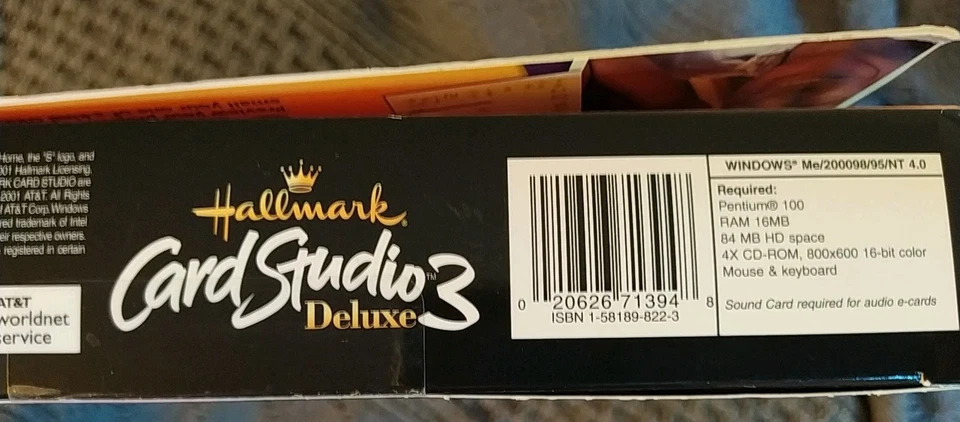 Home, the "S" logo, and
001 Hallmark Licensing.
RK CARD STUDIO are
2001 AT&T. All Rights
AT&T Corp. Windows
red trademark of Intel
eir respective owners.
registered in certain
AT&T
worldnet
service
Hallmark
Card Studio™ 3
Deluxe
0 20626 71394 8
ISBN 1-58189-822-3
WINDOWS® Me/200098/95/NT 4.0
Required:
Pentium® 100
RAM 16MB
84 MB HD space
4X CD-ROM, 800x600 16-bit color
Mouse & keyboard
Sound Card required for audio e-cards